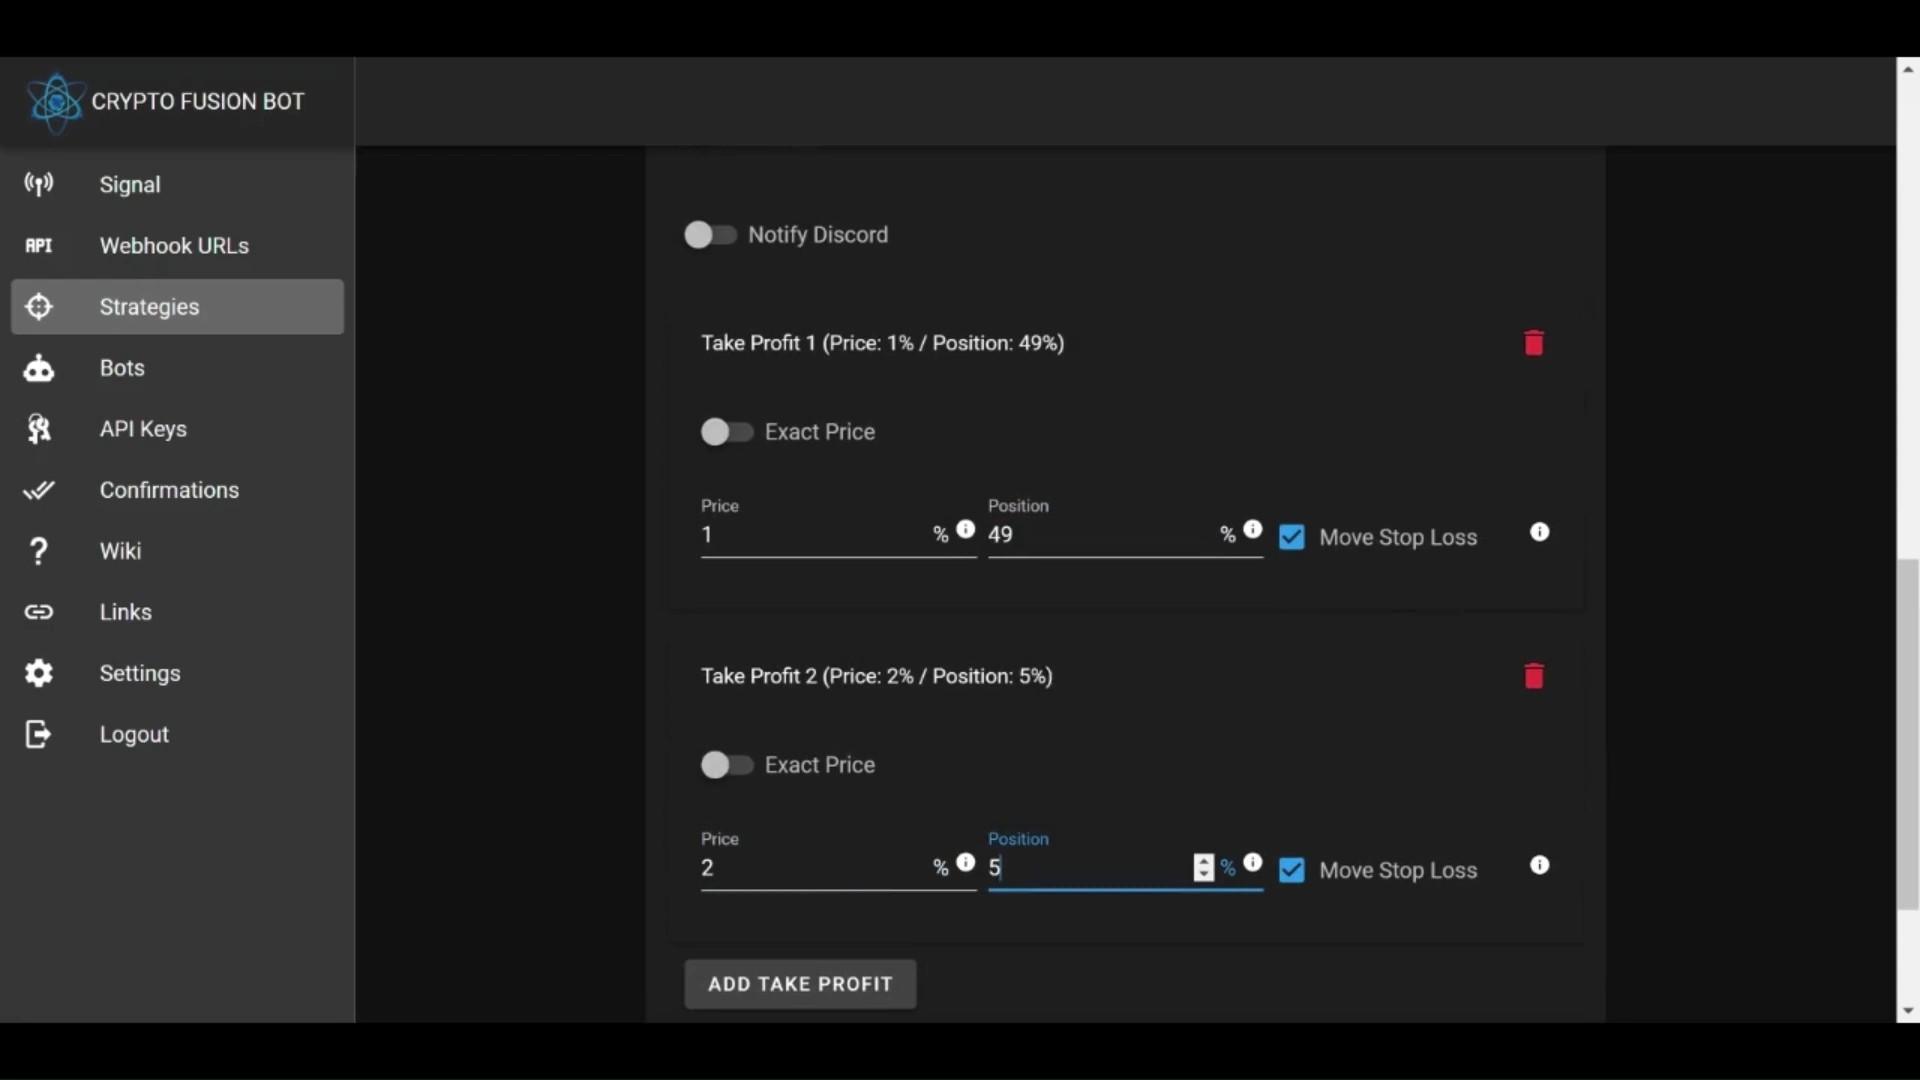 CRYPTO FUSION BOT
Signal
API Webhook URLs
Strategies
Bots
API Keys
Confirmations
? Wiki
Links
Settings
Logout
Notify Discord
Take Profit 1 (Price: 1% / Position: 49%)
Exact Price
Price Position
1 % 49 % Move Stop Loss
Take Profit 2 (Price: 2% / Position: 5%)
Exact Price
Price Position
2 % 5 % Move Stop Loss
ADD TAKE PROFIT